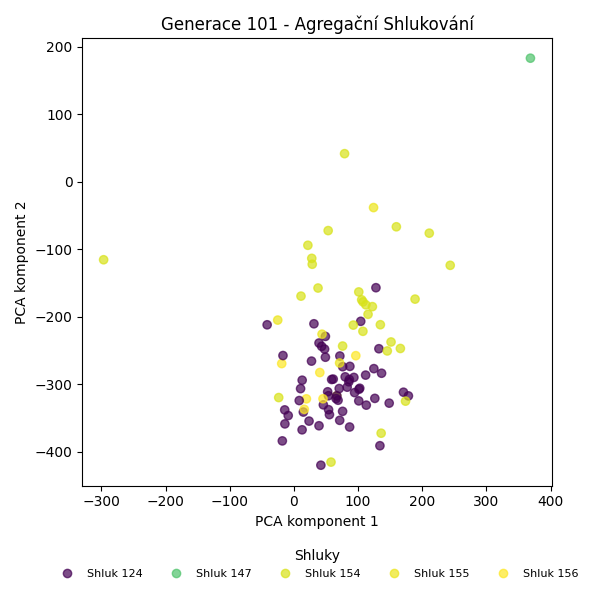 Generace 101 - Agregační Shlukování
200
100
0
−100
−200
−300
−400
PCA komponent 2
−300 −200 −100 0 100 200 300 400
PCA komponent 1
Shluky
Shluk 124 Shluk 147 Shluk 154 Shluk 155 Shluk 156